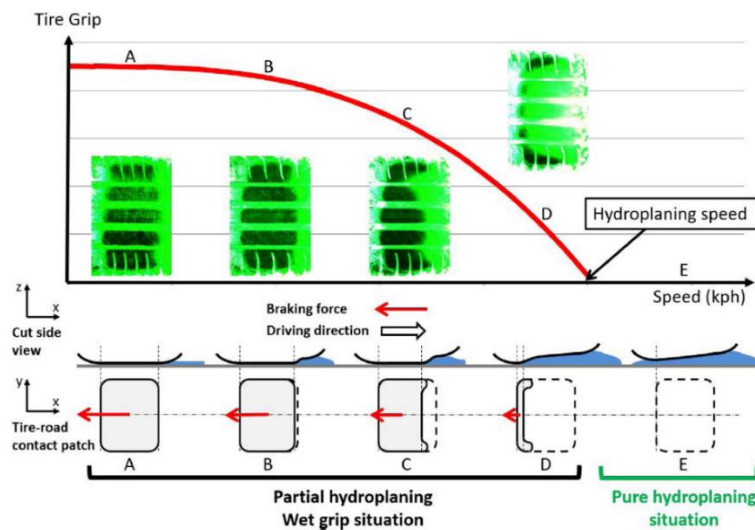 Tire Grip
A
B
C
D
Hydroplaning speed
E
Speed (kph)
z
x
Cut side
view
Braking force
Driving direction
y
x
Tire-road
contact patch
A
B
C
D
E
Partial hydroplaning
Wet grip situation
Pure hydroplaning
situation